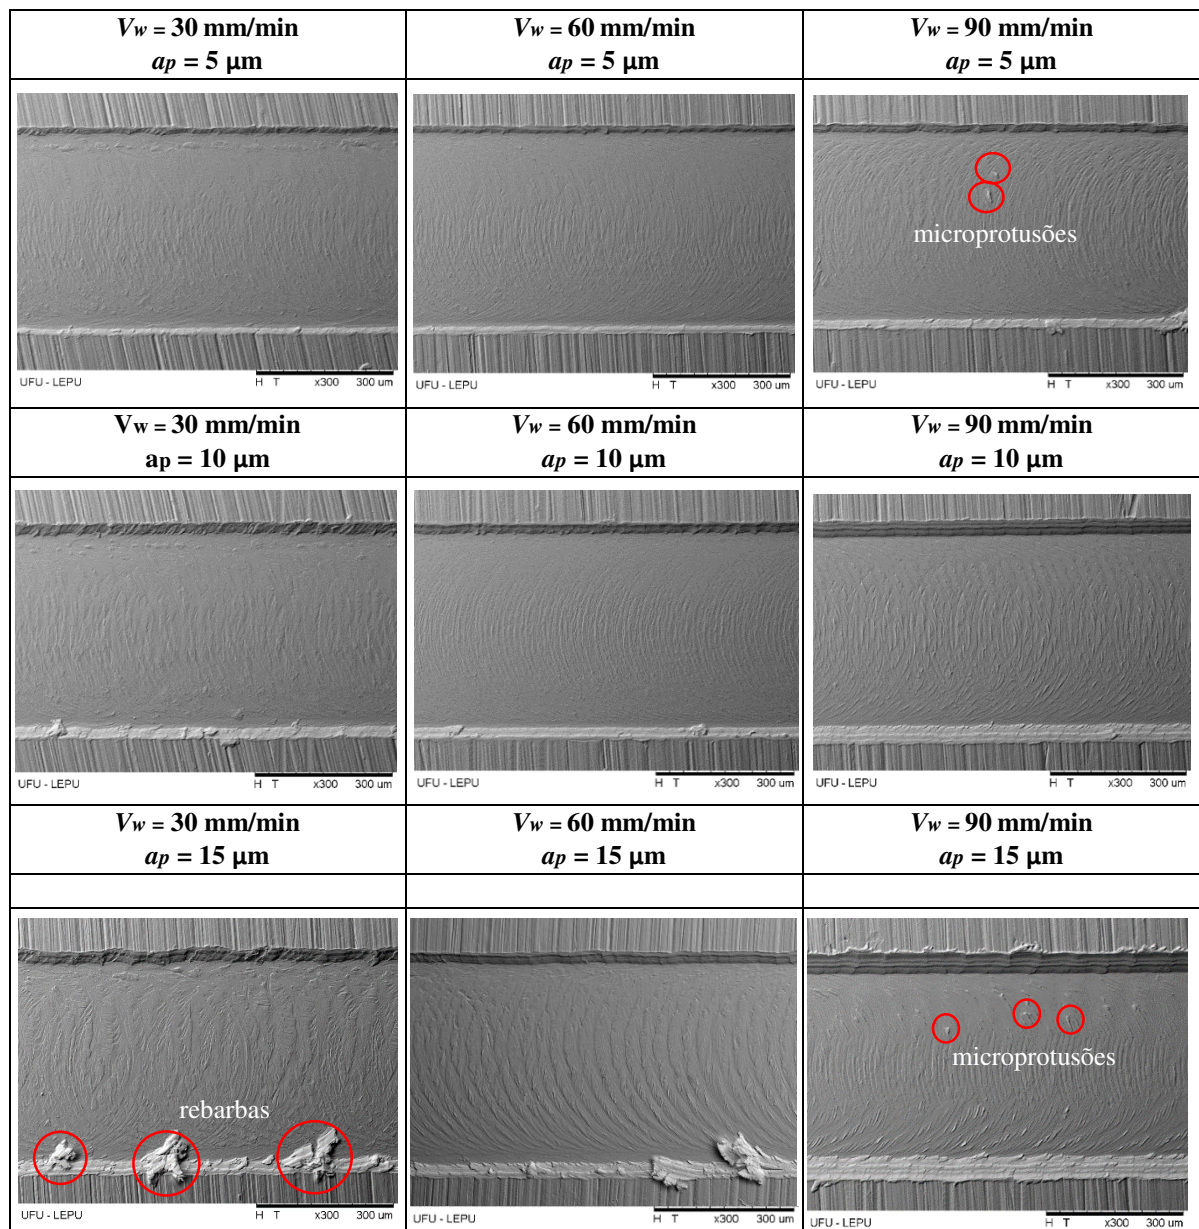 Vw = 30 mm/min
ap = 5 µm
Vw = 60 mm/min
ap = 5 µm
Vw = 90 mm/min
ap = 5 µm
microprotusões
UFU - LEPU
H T x300 300 um
UFU - LEPU
H T x300 300 um
UFU - LEPU
H T x300 300 um
Vw = 30 mm/min
ap = 10 µm
Vw = 60 mm/min
ap = 10 µm
Vw = 90 mm/min
ap = 10 µm
UFU - LEPU
H T x300 300 um
UFU - LEPU
H T x300 300 um
UFU - LEPU
H T x300 300 um
Vw = 30 mm/min
ap = 15 µm
Vw = 60 mm/min
ap = 15 µm
Vw = 90 mm/min
ap = 15 µm
rebarbas
microprotusões
UFU - LEPU
H T x300 300 um
UFU - LEPU
H T x300 300 um
UFU - LEPU
H T x300 300 um